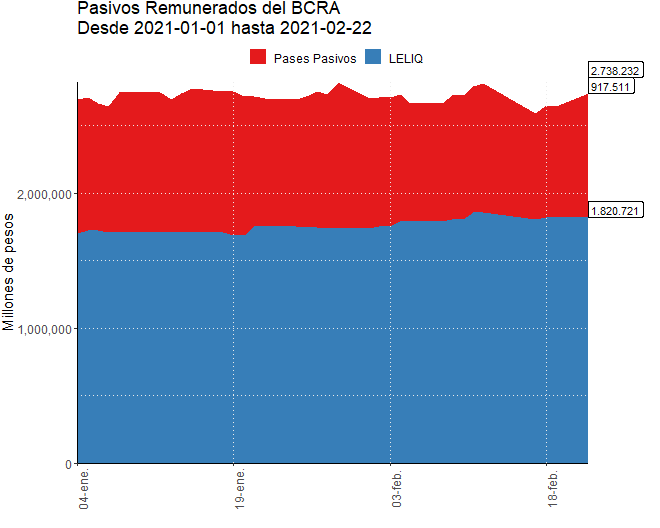 Pasivos Remunerados del BCRA
Desde 2021-01-01 hasta 2021-02-22
Pases Pasivos
LELIQ
2.738.232
917.511
1.820.721
2,000,000
1,000,000
0
Millones de pesos
04-ene.
19-ene.
03-feb.
18-feb.